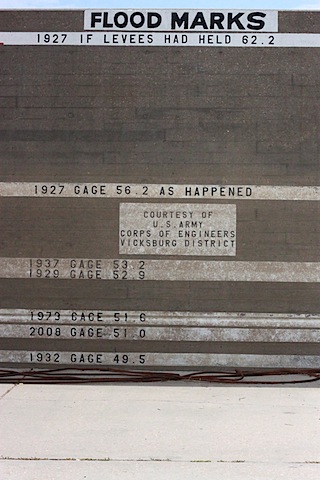 FLOOD MARKS
1927 IF LEVEES HAD HELD 62.2
1927 GAGE 56.2 AS HAPPENED
COURTESY OF
U.S. ARMY
CORPS OF ENGINEERS
VICKSBURG DISTRICT
1937 GAGE 53.2
1929 GAGE 52.9
1973 GAGE 51.6
2008 GAGE 51.0
1932 GAGE 49.5